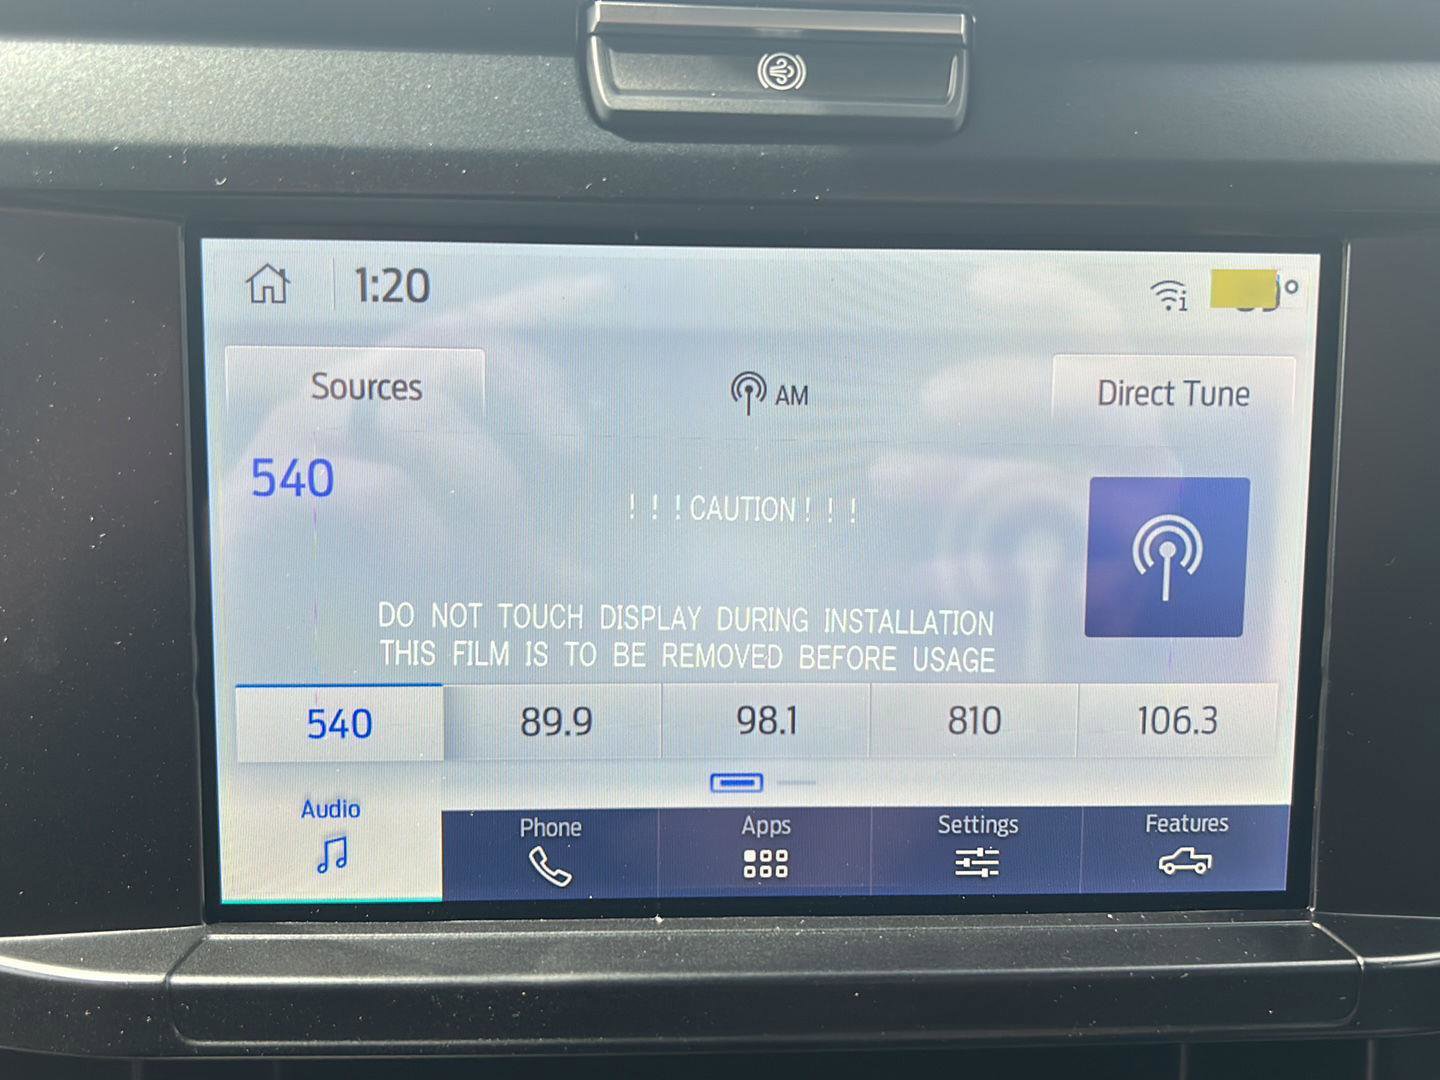 1:20
Sources
AM
Direct Tune
540
! ! ! CAUTION ! ! !
DO NOT TOUCH DISPLAY DURING INSTALLATION
THIS FILM IS TO BE REMOVED BEFORE USAGE
540 89.9 98.1 810 106.3
Audio Phone Apps Settings Features